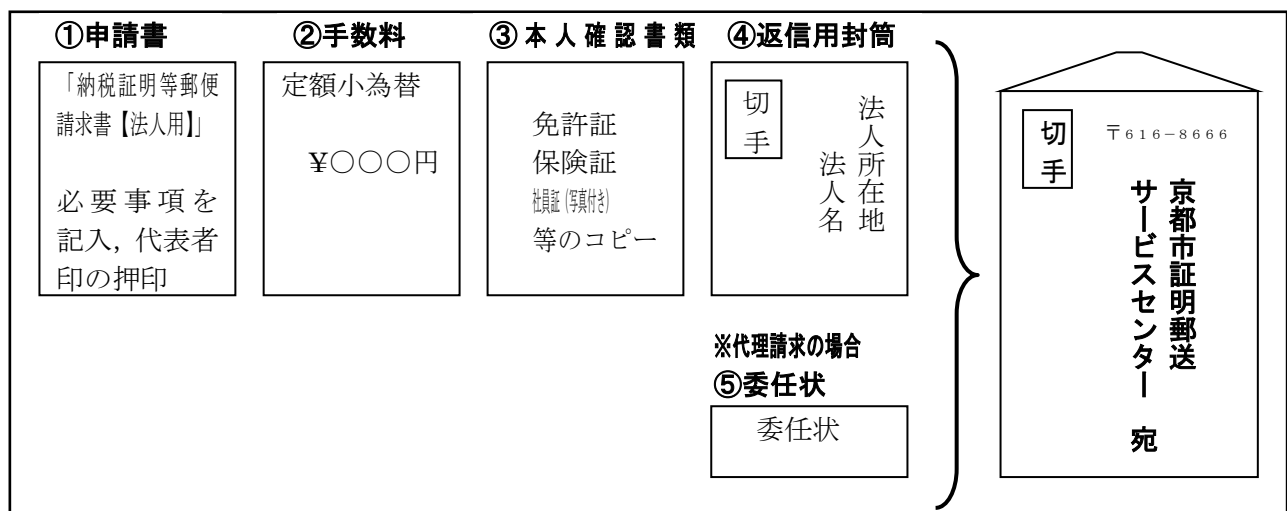 ①申請書
「納税証明等郵便
請求書【法人用】」
必要事項を
記入，代表者
印の押印
②手数料
定額小為替
¥○○○円
③本人確認書類
免許証
保険証
社員証（写真付き）
等のコピー
④返信用封筒
切
手
法人所在地
法人名
※代理請求の場合
⑤委任状
委任状
切
手
〒616−8666
京都市証明郵送
サービスセンター 宛